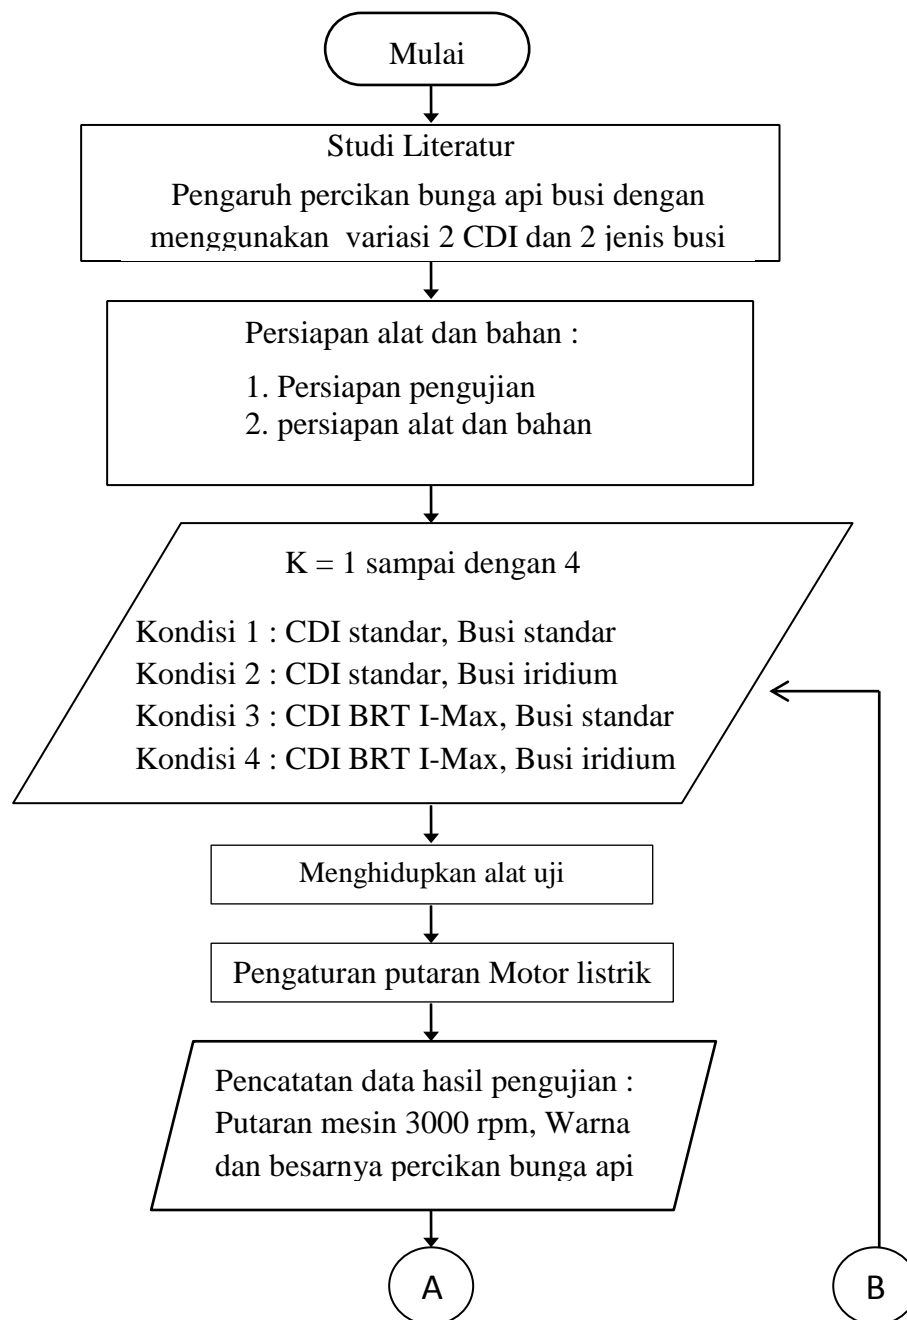 Mulai
Studi Literatur
Pengaruh percikan bunga api busi dengan
menggunakan variasi 2 CDI dan 2 jenis busi
Persiapan alat dan bahan :
1. Persiapan pengujian
2. persiapan alat dan bahan
K = 1 sampai dengan 4
Kondisi 1 : CDI standar, Busi standar
Kondisi 2 : CDI standar, Busi iridium
Kondisi 3 : CDI BRT I-Max, Busi standar
Kondisi 4 : CDI BRT I-Max, Busi iridium
Menghidupkan alat uji
Pengaturan putaran Motor listrik
Pencatatan data hasil pengujian :
Putaran mesin 3000 rpm, Warna
dan besarnya percikan bunga api
A
B